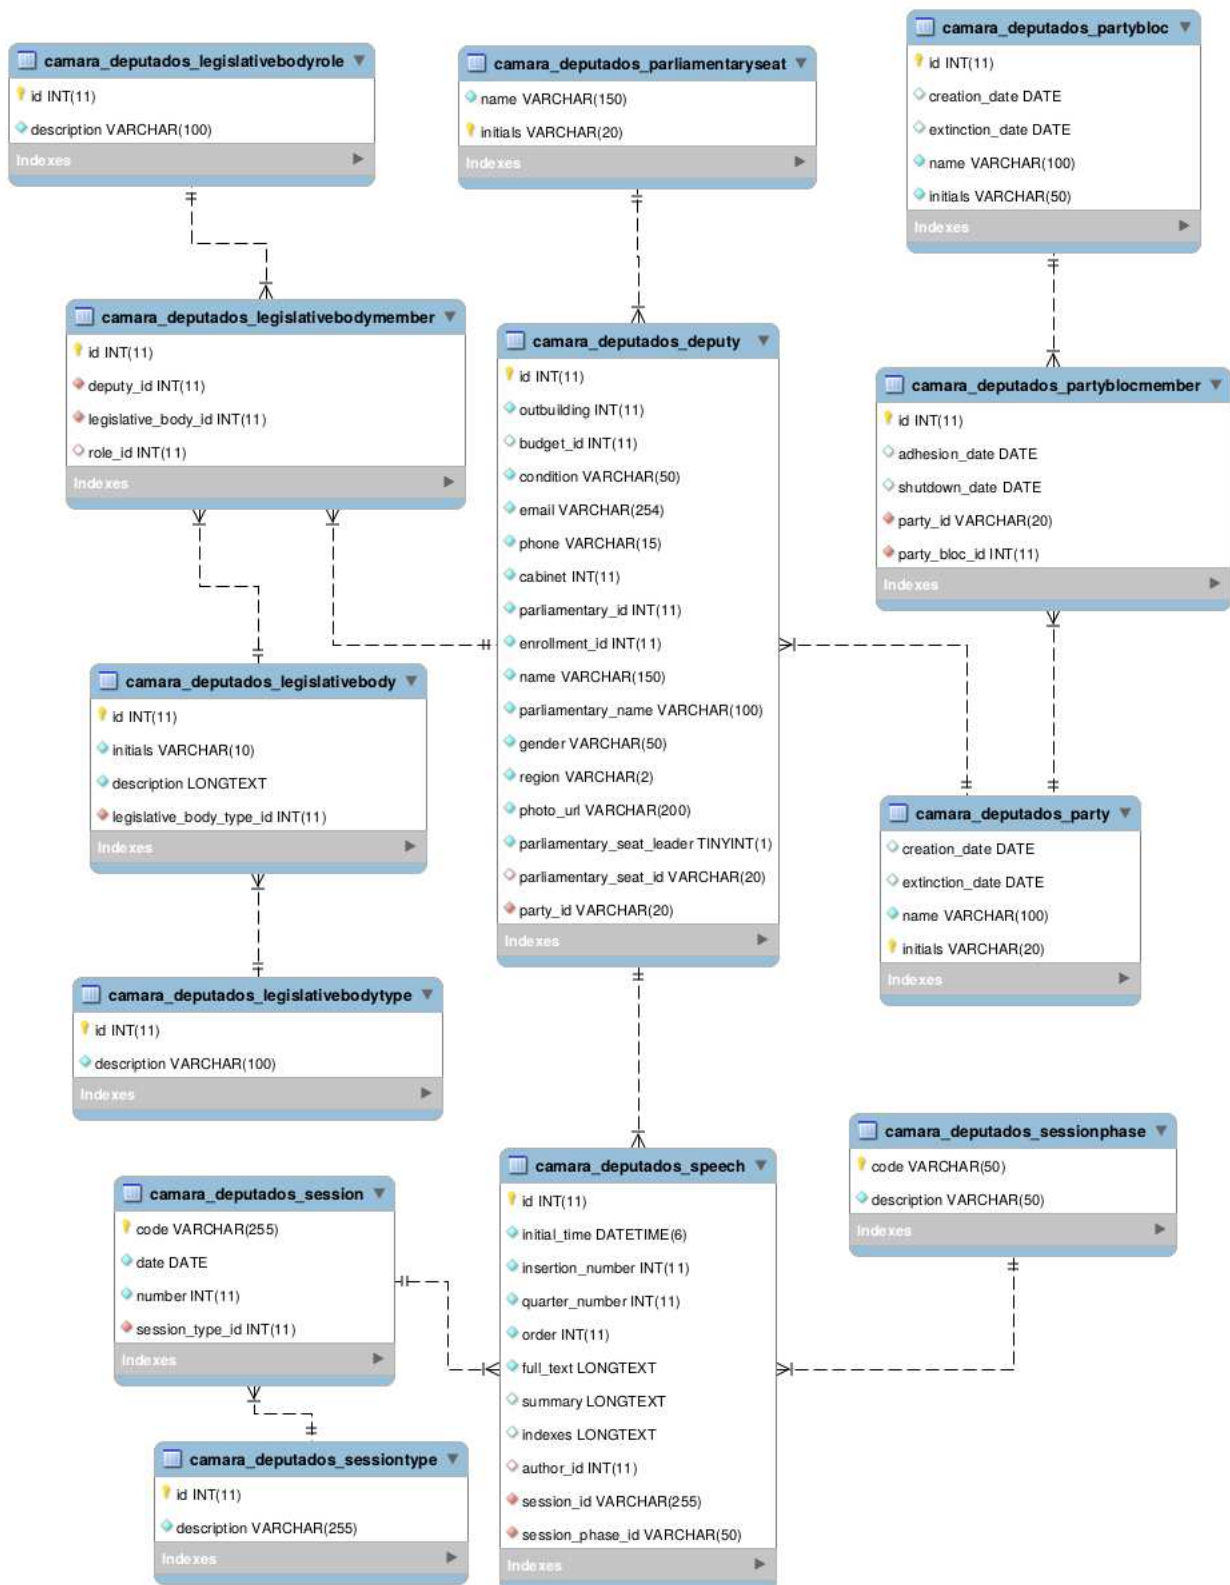 camara_deputados_legislativebodyrole
id INT(11)
description VARCHAR(100)
Indexes
camara_deputados_parliamentaryseat
name VARCHAR(150)
initials VARCHAR(20)
Indexes
camara_deputados_partybloc
id INT(11)
creation_date DATE
extinction_date DATE
name VARCHAR(100)
initials VARCHAR(50)
Indexes
camara_deputados_legislativebodymember
id INT(11)
deputy_id INT(11)
legislative_body_id INT(11)
role_id INT(11)
Indexes
camara_deputados_deputy
id INT(11)
outbuilding INT(11)
budget_id INT(11)
condition VARCHAR(50)
email VARCHAR(254)
phone VARCHAR(15)
cabinet INT(11)
parliamentary_id INT(11)
enrollment_id INT(11)
name VARCHAR(150)
parliamentary_name VARCHAR(100)
gender VARCHAR(50)
region VARCHAR(2)
photo_url VARCHAR(200)
parliamentary_seat_leader TINYINT(1)
parliamentary_seat_id VARCHAR(20)
party_id VARCHAR(20)
Indexes
camara_deputados_partyblocmember
id INT(11)
adhesion_date DATE
shutdown_date DATE
party_id VARCHAR(20)
party_bloc_id INT(11)
Indexes
camara_deputados_legislativebody
id INT(11)
initials VARCHAR(10)
description LONGTEXT
legislative_body_type_id INT(11)
Indexes
camara_deputados_party
creation_date DATE
extinction_date DATE
name VARCHAR(100)
initials VARCHAR(20)
Indexes
camara_deputados_legislativebodytype
id INT(11)
description VARCHAR(100)
Indexes
camara_deputados_session
code VARCHAR(255)
date DATE
number INT(11)
session_type_id INT(11)
Indexes
camara_deputados_speech
id INT(11)
initial_time DATETIME(6)
insertion_number INT(11)
quarter_number INT(11)
order INT(11)
full_text LONGTEXT
summary LONGTEXT
indexes LONGTEXT
author_id INT(11)
session_id VARCHAR(255)
session_phase_id VARCHAR(50)
Indexes
camara_deputados_sessionphase
code VARCHAR(50)
description VARCHAR(50)
Indexes
camara_deputados_sessiontype
id INT(11)
description VARCHAR(255)
Indexes